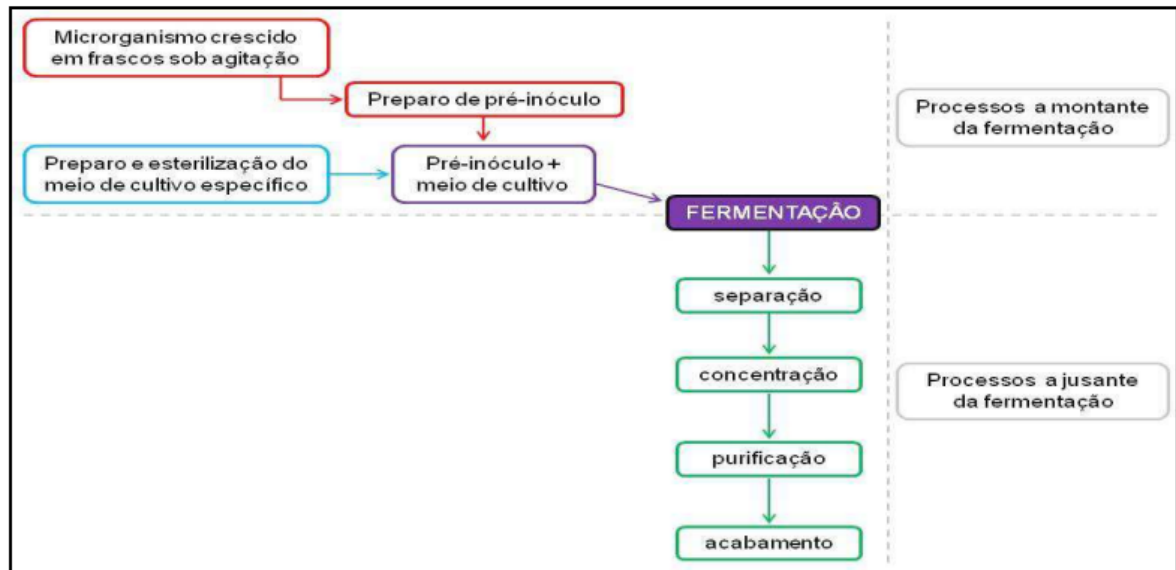 Microrganismo crescido
em frascos sob agitação
Preparo de pré-inóculo
Processos a montante
da fermentação
Preparo e esterilização do
meio de cultivo específico
Pré-inóculo +
meio de cultivo
FERMENTAÇÃO
separação
concentração
Processos a jusante
da fermentação
purificação
acabamento